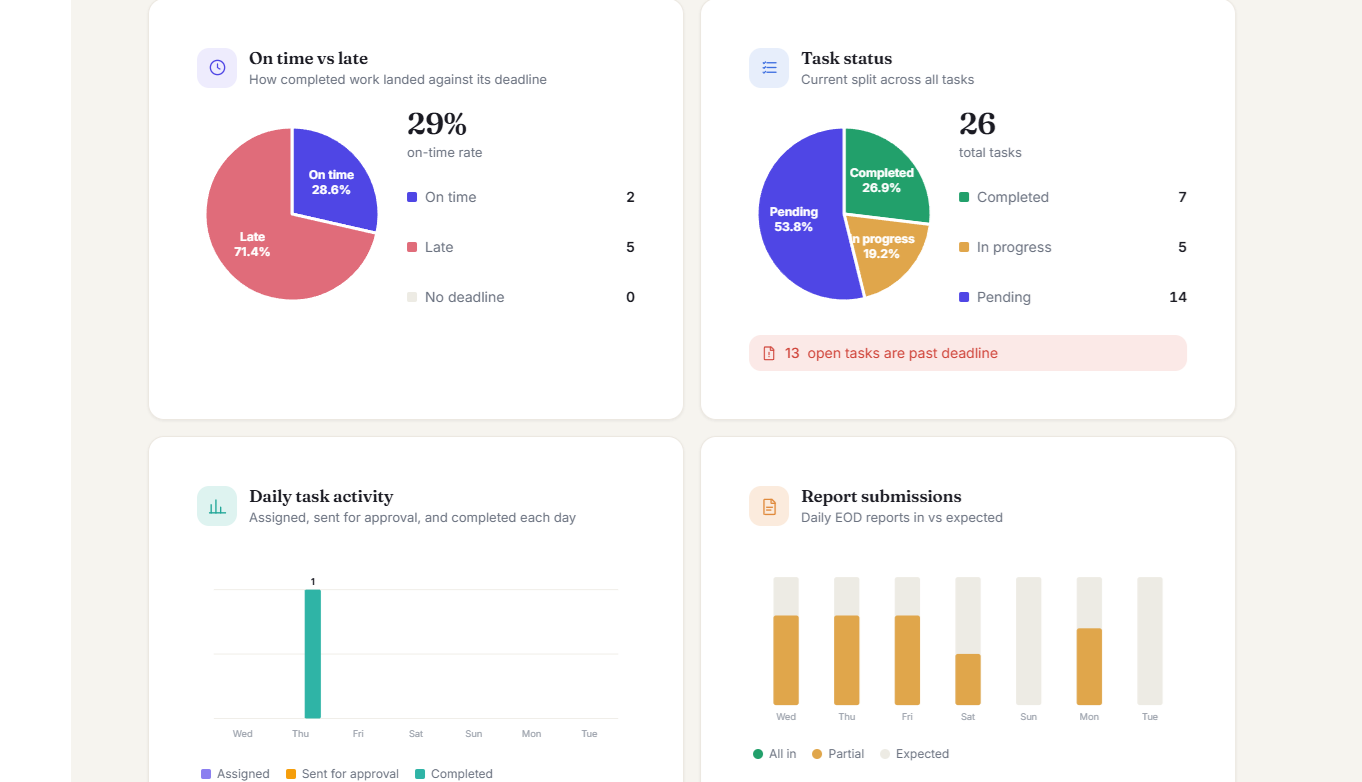 On time vs late
How completed work landed against its deadline
29%
on-time rate
On time
28.6%
Late
71.4%
On time 2
Late 5
No deadline 0
Task status
Current split across all tasks
26
total tasks
Completed
26.9%
Pending
53.8%
n progress
19.2%
Completed 7
In progress 5
Pending 14
13 open tasks are past deadline
Daily task activity
Assigned, sent for approval, and completed each day
1
Wed Thu Fri Sat Sun Mon Tue
Assigned Sent for approval Completed
Report submissions
Daily EOD reports in vs expected
Wed Thu Fri Sat Sun Mon Tue
All in Partial Expected